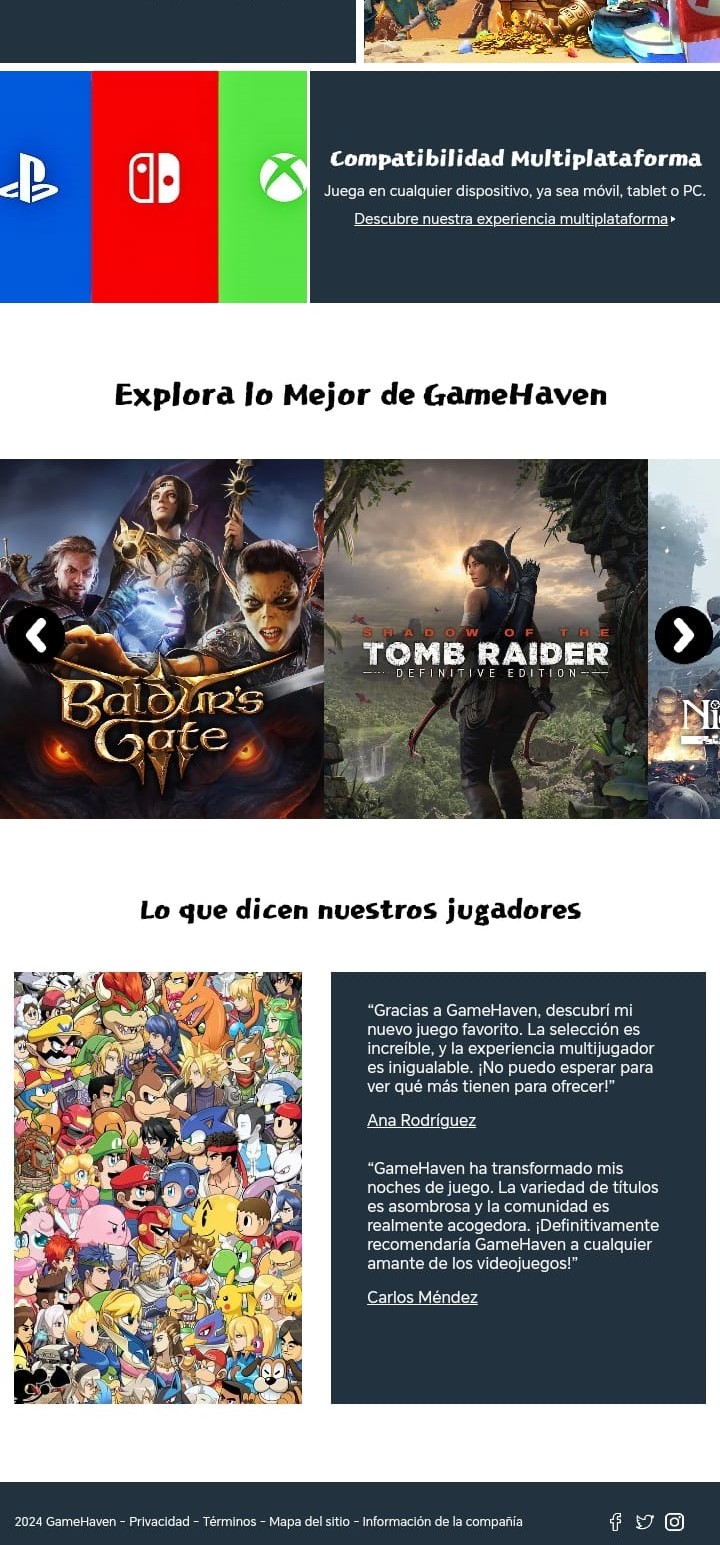 Compatibilidad Multiplataforma
Juega en cualquier dispositivo, ya sea móvil, tablet o PC.
Descubre nuestra experiencia multiplataforma
Explora lo Mejor de GameHaven
Baldur's
Gate
SHADOW OF THE
TOMB RAIDER
DEFINITIVE EDITION
Lo que dicen nuestros jugadores
“Gracias a GameHaven, descubrí mi
nuevo juego favorito. La selección es
increíble, y la experiencia multijugador
es inigualable. ¡No puedo esperar para
ver qué más tienen para ofrecer!”
Ana Rodríguez
“GameHaven ha transformado mis
noches de juego. La variedad de títulos
es asombrosa y la comunidad es
realmente acogedora. ¡Definitivamente
recomendaría GameHaven a cualquier
amante de los videojuegos!”
Carlos Méndez
2024 GameHaven - Privacidad - Términos - Mapa del sitio - Información de la compañía